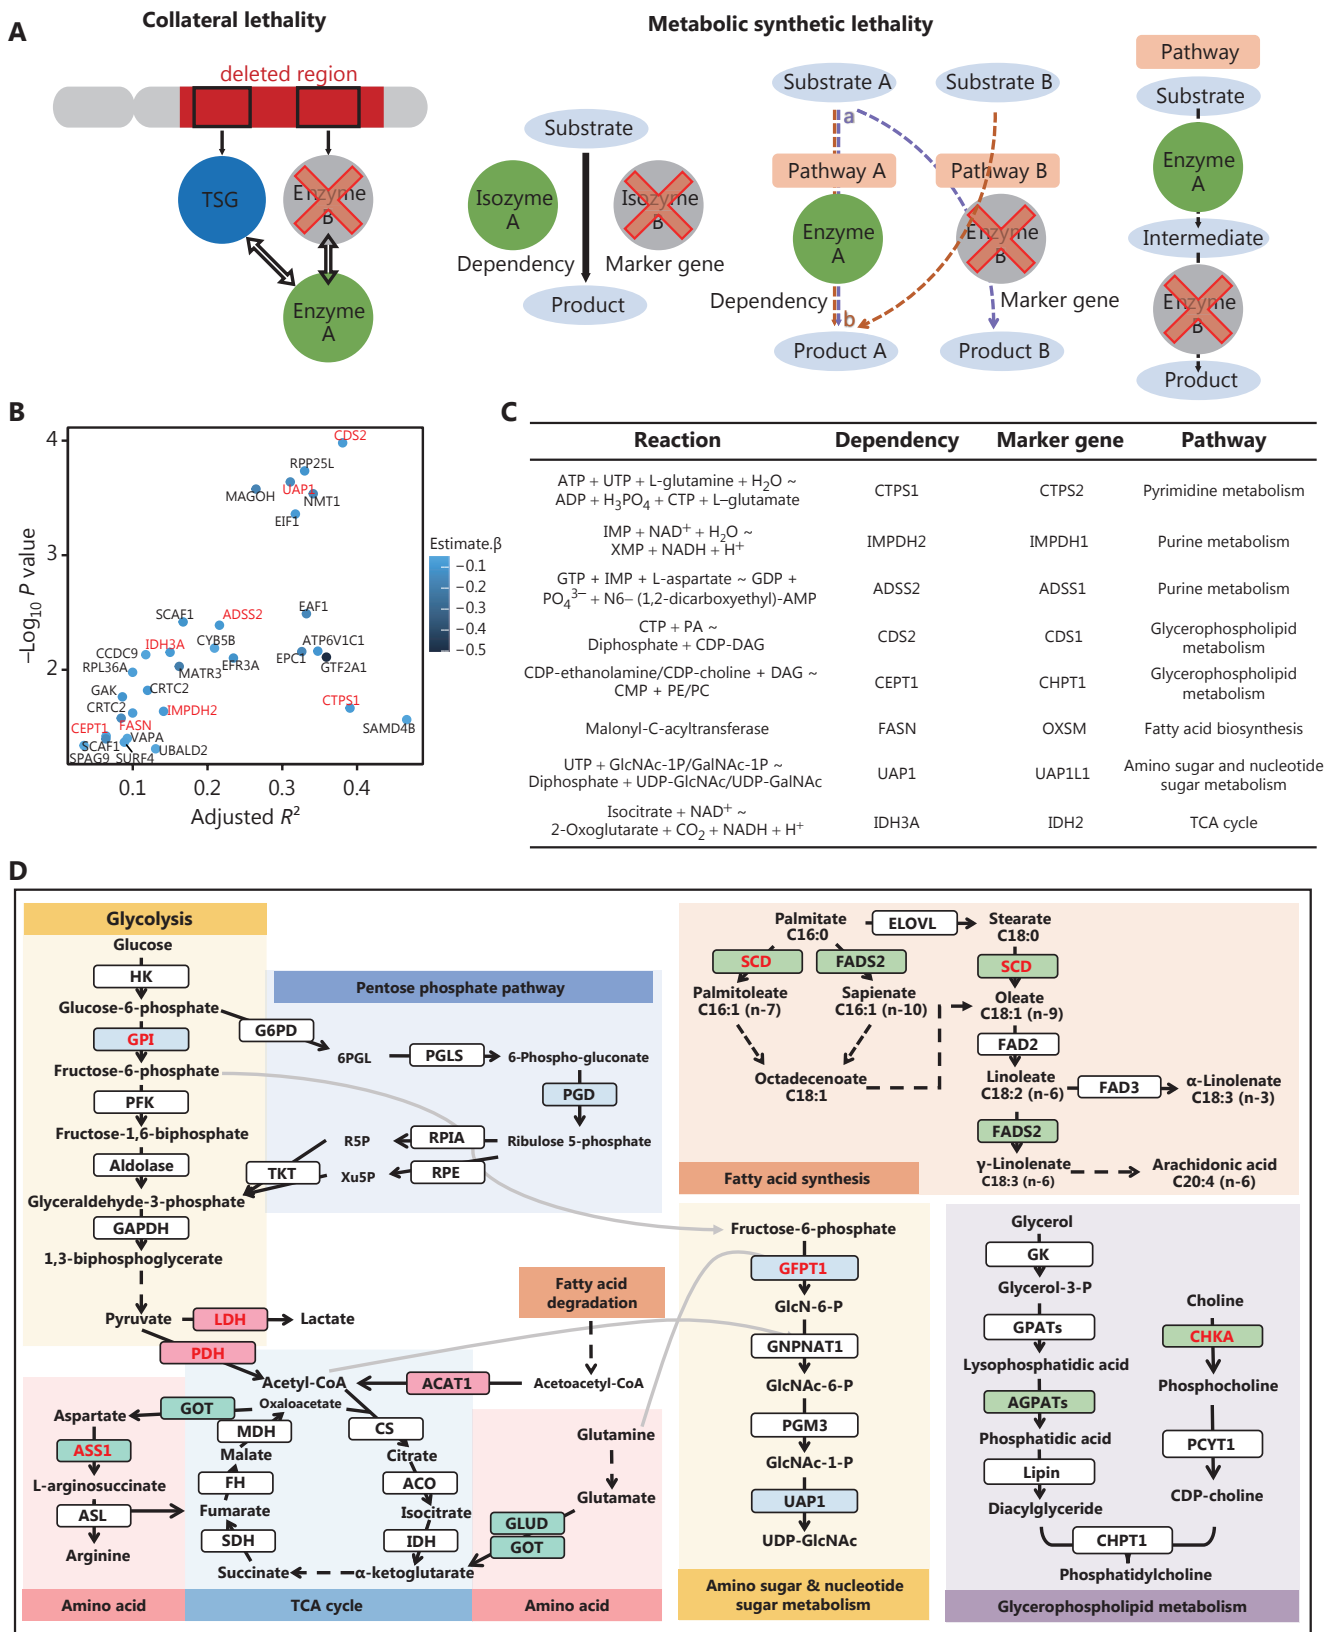 A
Collateral lethality
Metabolic synthetic lethality
deleted region
TSG
Enzyme
B
Enzyme
A
Substrate
Isozyme
A
Isozyme
B
Dependency
Marker gene
Product
Substrate A
Substrate B
a
Pathway A
Pathway B
Enzyme
A
Enzyme
B
Dependency
Marker gene
b
Product A
Product B
Pathway
Substrate
Enzyme
A
Intermediate
Enzyme
B
Product
B
−Log10 P value
4
3
2
0.1
0.2
0.3
0.4
Adjusted R²
CDS2
RPP25L
UAP1
MAGOH
NMT1
EIF1
SCAF1
ADSS2
EAF1
IDH3A
CYB5B
ATP6V1C1
CCDC9
RPL36A
MATR3
EFR3A
EPC1
GTF2A1
GAK
CRTC2
CRTC2
IMPDH2
CTPS1
SAMD4B
CEPT1
FASN
SCAF1
VAPA
SPAG9
SURF4
UBALD2
Estimate.β
−0.1
−0.2
−0.3
−0.4
−0.5
C
Reaction Dependency Marker gene Pathway
ATP + UTP + L-glutamine + H₂O ~
ADP + H₃PO₄ + CTP + L–glutamate
CTPS1 CTPS2 Pyrimidine metabolism
IMP + NAD⁺ + H₂O ~
XMP + NADH + H⁺
IMPDH2 IMPDH1 Purine metabolism
GTP + IMP + L-aspartate ~ GDP +
PO₄³⁻ + N6– (1,2-dicarboxyethyl)-AMP
ADSS2 ADSS1 Purine metabolism
CTP + PA ~
Diphosphate + CDP-DAG
CDS2 CDS1 Glycerophospholipid
metabolism
CDP-ethanolamine/CDP-choline + DAG ~
CMP + PE/PC
CEPT1 CHPT1 Glycerophospholipid
metabolism
Malonyl-C-acyltransferase FASN OXSM Fatty acid biosynthesis
UTP + GlcNAc-1P/GalNAc-1P ~
Diphosphate + UDP-GlcNAc/UDP-GalNAc
UAP1 UAP1L1 Amino sugar and nucleotide
sugar metabolism
Isocitrate + NAD⁺ ~
2-Oxoglutarate + CO₂ + NADH + H⁺
IDH3A IDH2 TCA cycle
D
Glycolysis
Glucose
HK
Glucose-6-phosphate
GPI
Fructose-6-phosphate
PFK
Fructose-1,6-biphosphate
Aldolase
Glyceraldehyde-3-phosphate
GAPDH
1,3-biphosphoglycerate
Pyruvate
LDH
Lactate
PDH
Pentose phosphate pathway
G6PD
6PGL
PGLS
6-Phospho-gluconate
PGD
Ribulose 5-phosphate
RPIA
R5P
RPE
Xu5P
TKT
Fatty acid
degradation
Acetoacetyl-CoA
ACAT1
Acetyl-CoA
Oxaloacetate
GOT
Aspartate
ASS1
L-arginosuccinate
ASL
Arginine
MDH
Malate
FH
Fumarate
SDH
Succinate
CS
Citrate
ACO
Isocitrate
IDH
α-ketoglutarate
Glutamine
Glutamate
GLUD
GOT
Amino acid
TCA cycle
Amino acid
Palmitate
C16:0
ELOVL
Stearate
C18:0
SCD
FADS2
SCD
Palmitoleate
C16:1 (n-7)
Sapienate
C16:1 (n-10)
Oleate
C18:1 (n-9)
FAD2
Octadecenoate
C18:1
Linoleate
C18:2 (n-6)
FAD3
α-Linolenate
C18:3 (n-3)
FADS2
γ-Linolenate
C18:3 (n-6)
Arachidonic acid
C20:4 (n-6)
Fatty acid synthesis
Fructose-6-phosphate
GFPT1
GlcN-6-P
GNPNAT1
GlcNAc-6-P
PGM3
GlcNAc-1-P
UAP1
UDP-GlcNAc
Amino sugar & nucleotide
sugar metabolism
Glycerol
GK
Glycerol-3-P
GPATs
Lysophosphatidic acid
AGPATs
Phosphatidic acid
Lipin
Diacylglyceride
Choline
CHKA
Phosphocholine
PCYT1
CDP-choline
CHPT1
Phosphatidylcholine
Glycerophospholipid metabolism